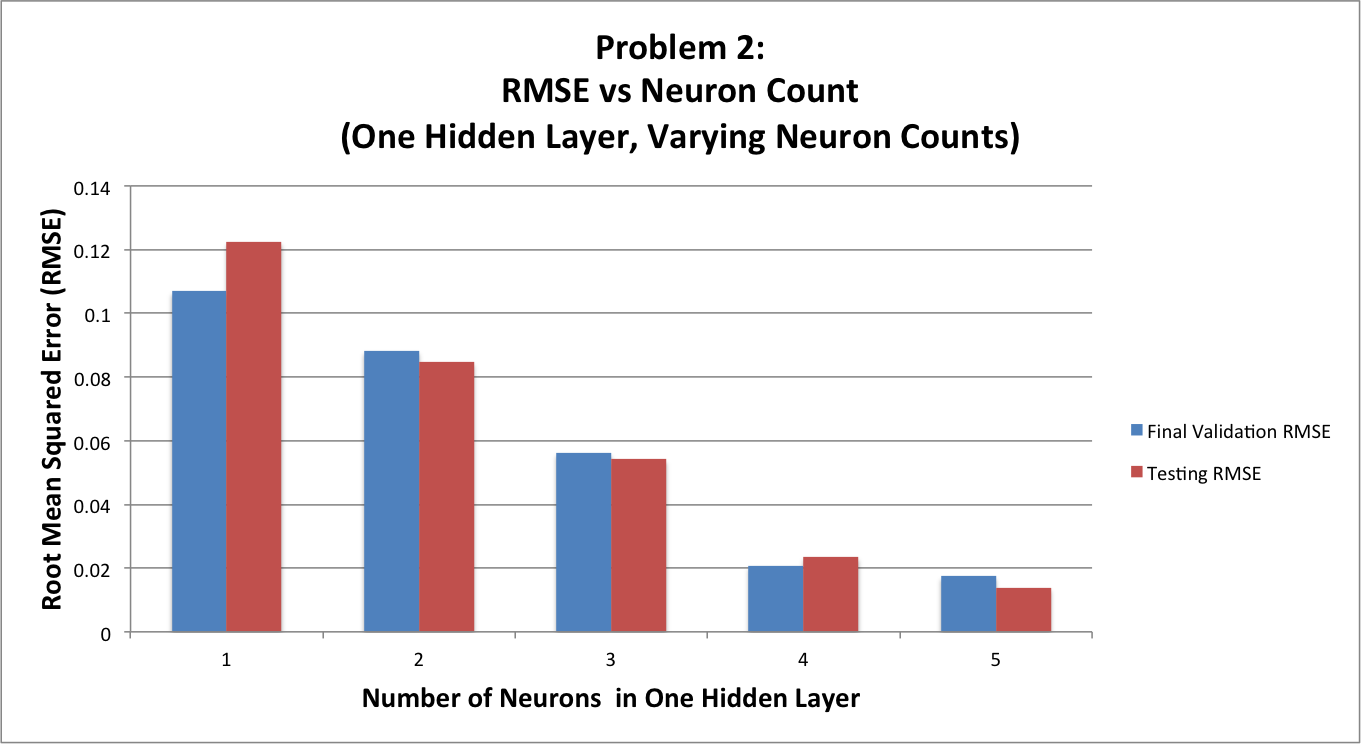 Problem 2:
RMSE vs Neuron Count
(One Hidden Layer, Varying Neuron Counts)
Root Mean Squared Error (RMSE)
0.14
0.12
0.1
0.08
0.06
0.04
0.02
0
1 2 3 4 5
Number of Neurons in One Hidden Layer
Final Validation RMSE
Testing RMSE